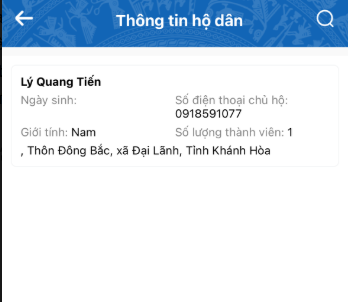 Thông tin hộ dân
Lý Quang Tiến
Ngày sinh: Số điện thoại chủ hộ:
0918591077
Giới tính: Nam Số lượng thành viên: 1
, Thôn Đông Bắc, xã Đại Lãnh, Tỉnh Khánh Hòa